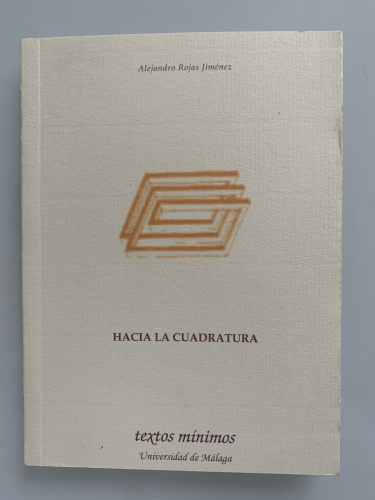 Alejandro Rojas Jiménez
HACIA LA CUADRATURA
textos mínimos
Universidad de Málaga